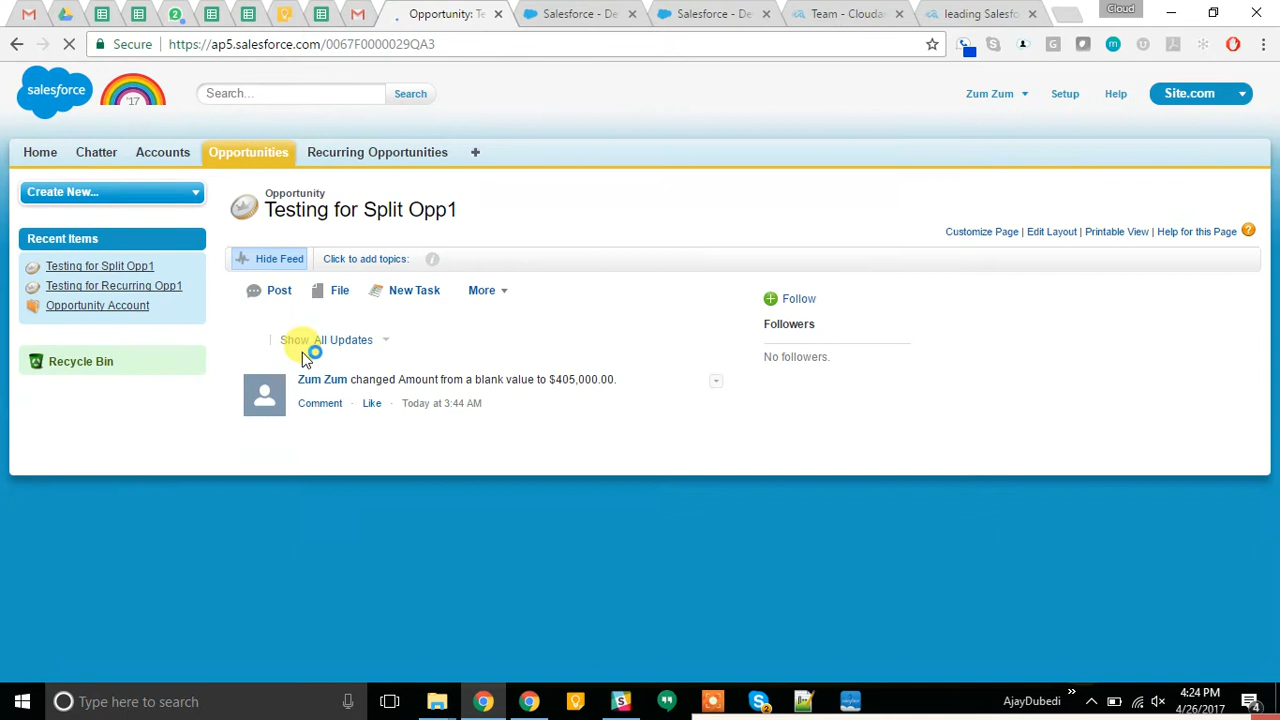 Opportunity: Te
Salesforce - De
Salesforce - De
Team - Clouda
leading Salesfo
Cloud
Secure
https://ap5.salesforce.com/0067F0000029QA3
salesforce
'17
Search...
Search
Zum Zum
Setup
Help
Site.com
Home
Chatter
Accounts
Opportunities
Recurring Opportunities
Create New...
Recent Items
Testing for Split Opp1
Testing for Recurring Opp1
Opportunity Account
Recycle Bin
Opportunity
Testing for Split Opp1
Customize Page | Edit Layout | Printable View | Help for this Page
Hide Feed
Click to add topics:
Post
File
New Task
More
Follow
Followers
No followers.
Show All Updates
Zum Zum changed Amount from a blank value to $405,000.00.
Comment · Like · Today at 3:44 AM
Type here to search
AjayDubedi
4:24 PM
4/26/2017